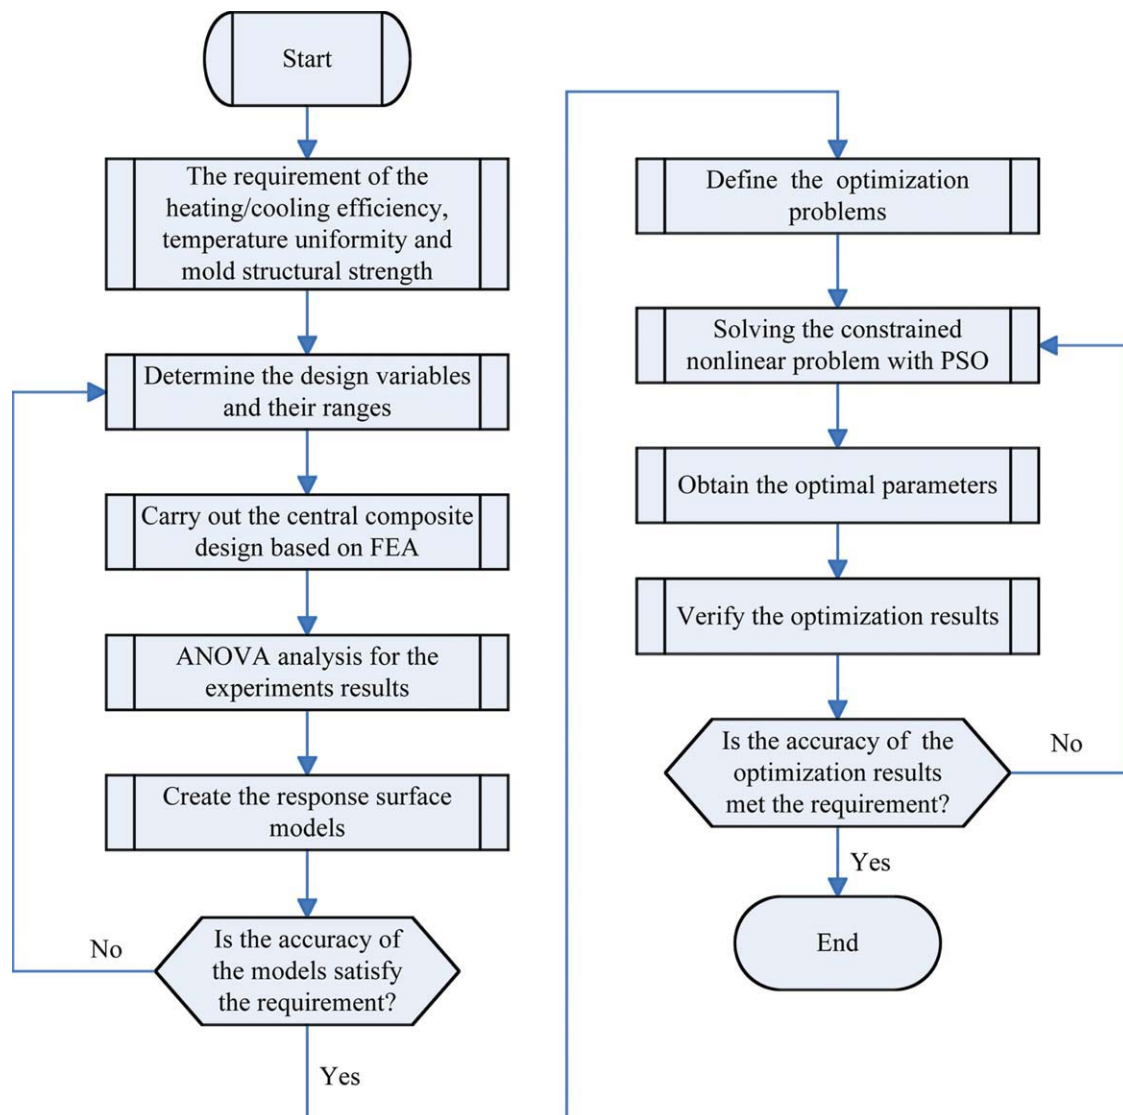 Start
The requirement of the
heating/cooling efficiency,
temperature uniformity and
mold structural strength
Determine the design variables
and their ranges
Carry out the central composite
design based on FEA
ANOVA analysis for the
experiments results
Create the response surface
models
Is the accuracy of
the models satisfy
the requirement?
No
Yes
Define the optimization
problems
Solving the constrained
nonlinear problem with PSO
Obtain the optimal parameters
Verify the optimization results
Is the accuracy of the
optimization results
met the requirement?
No
Yes
End